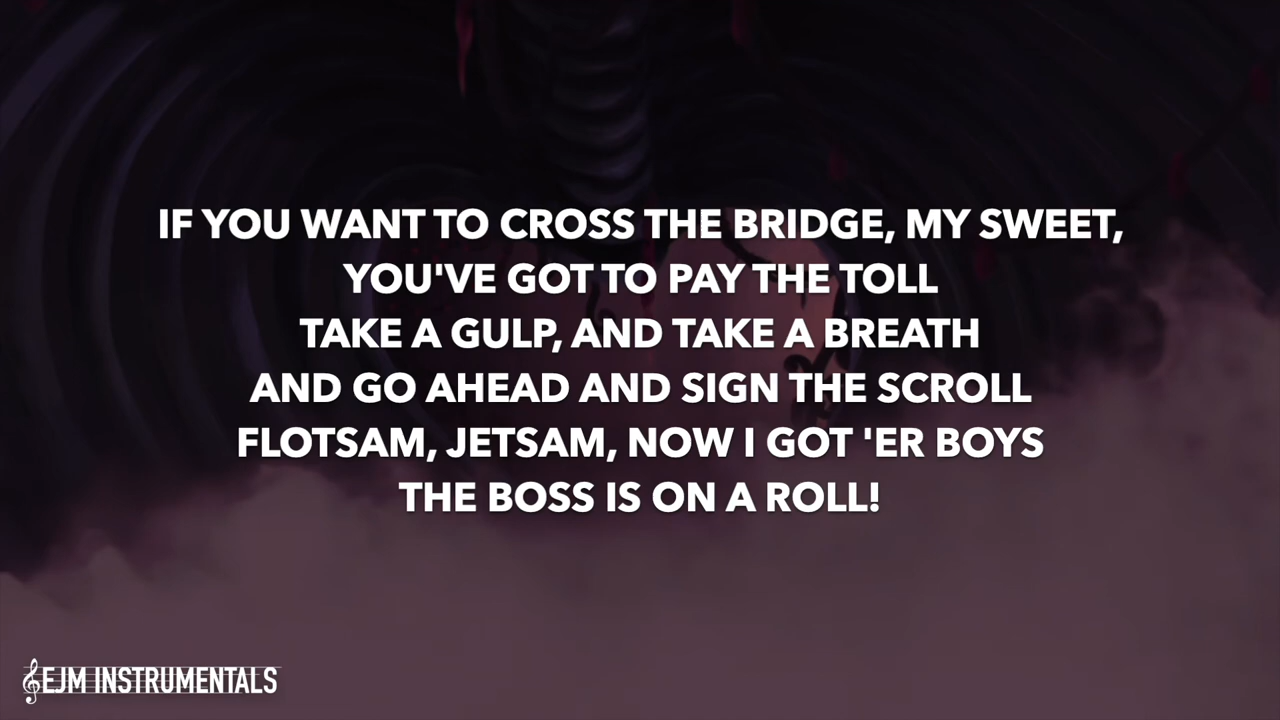 IF YOU WANT TO CROSS THE BRIDGE, MY SWEET,
YOU'VE GOT TO PAY THE TOLL
TAKE A GULP, AND TAKE A BREATH
AND GO AHEAD AND SIGN THE SCROLL
FLOTSAM, JETSAM, NOW I GOT 'ER BOYS
THE BOSS IS ON A ROLL!
EJM INSTRUMENTALS